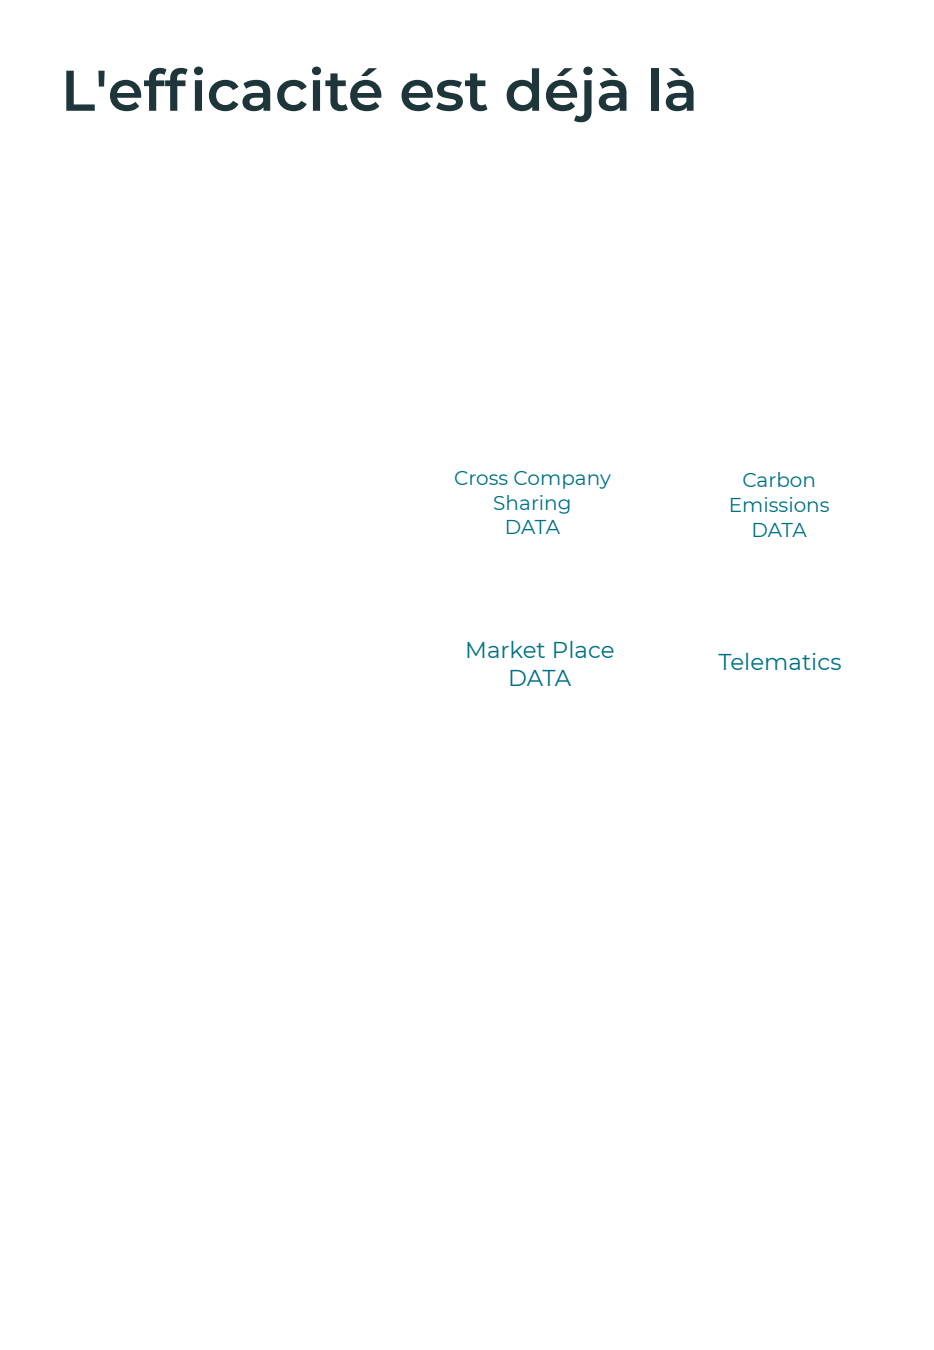 L'efficacité est déjà là
Cross Company
Sharing
DATA
Carbon
Emissions
DATA
Market Place
DATA
Telematics